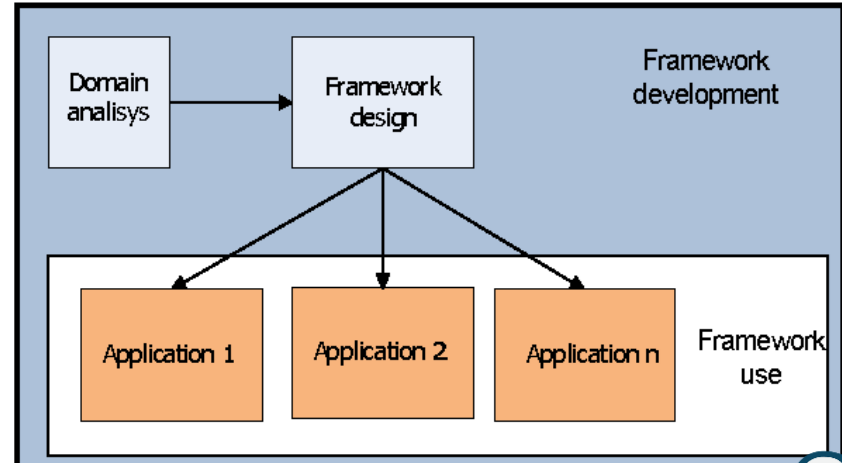 Domain
analisys
Framework
design
Framework
development
Application 1
Application 2
Application n
Framework
use